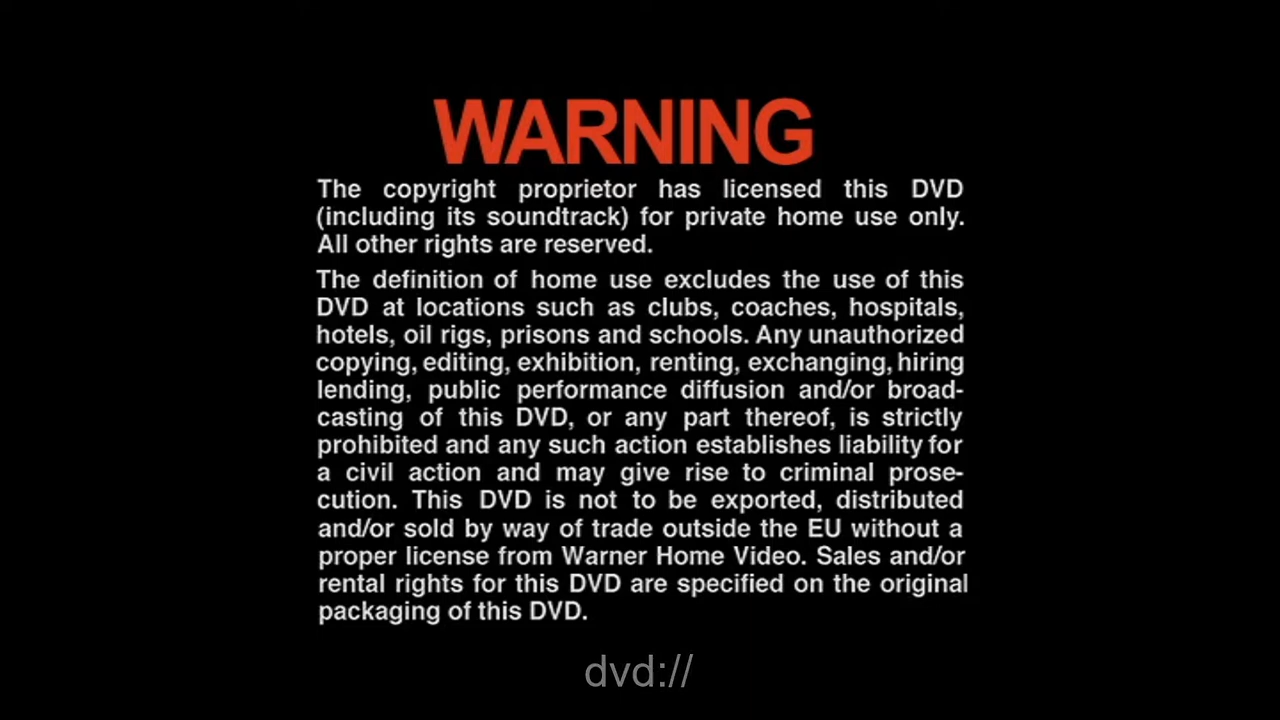 WARNING
The copyright proprietor has licensed this DVD
(including its soundtrack) for private home use only.
All other rights are reserved.
The definition of home use excludes the use of this
DVD at locations such as clubs, coaches, hospitals,
hotels, oil rigs, prisons and schools. Any unauthorized
copying, editing, exhibition, renting, exchanging, hiring
lending, public performance diffusion and/or broad-
casting of this DVD, or any part thereof, is strictly
prohibited and any such action establishes liability for
a civil action and may give rise to criminal prose-
cution. This DVD is not to be exported, distributed
and/or sold by way of trade outside the EU without a
proper license from Warner Home Video. Sales and/or
rental rights for this DVD are specified on the original
packaging of this DVD.
dvd://